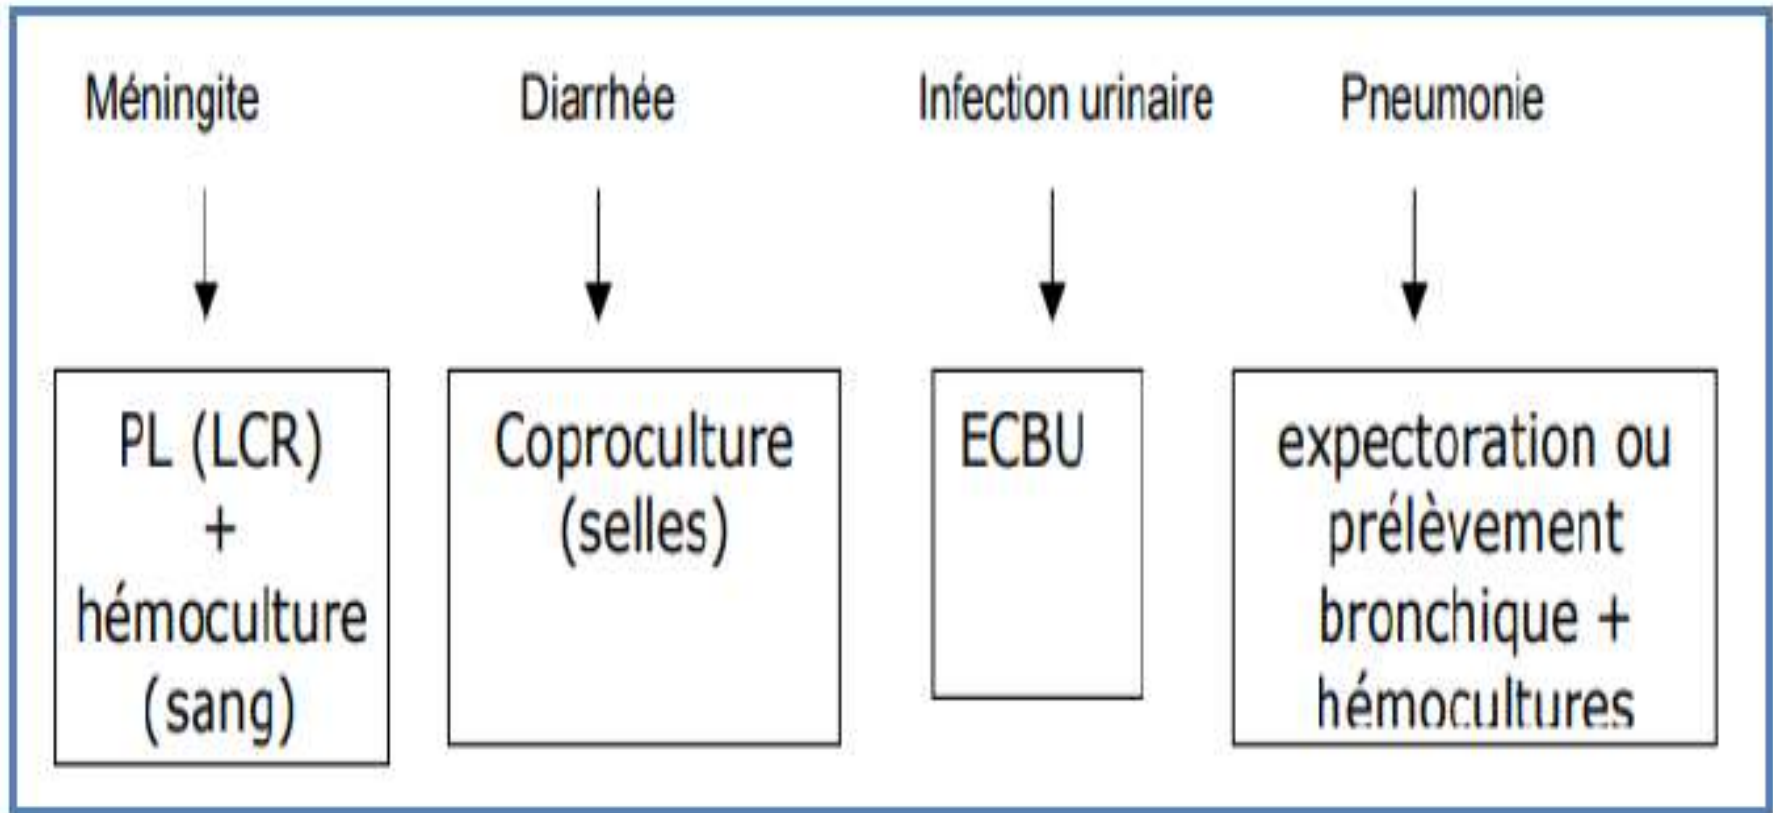 Méningite
Diarrhée
Infection urinaire
Pneumonie
PL (LCR)
+
hémoculture
(sang)
Coproculture
(selles)
ECBU
expectoration ou
prélèvement
bronchique +
hémocultures